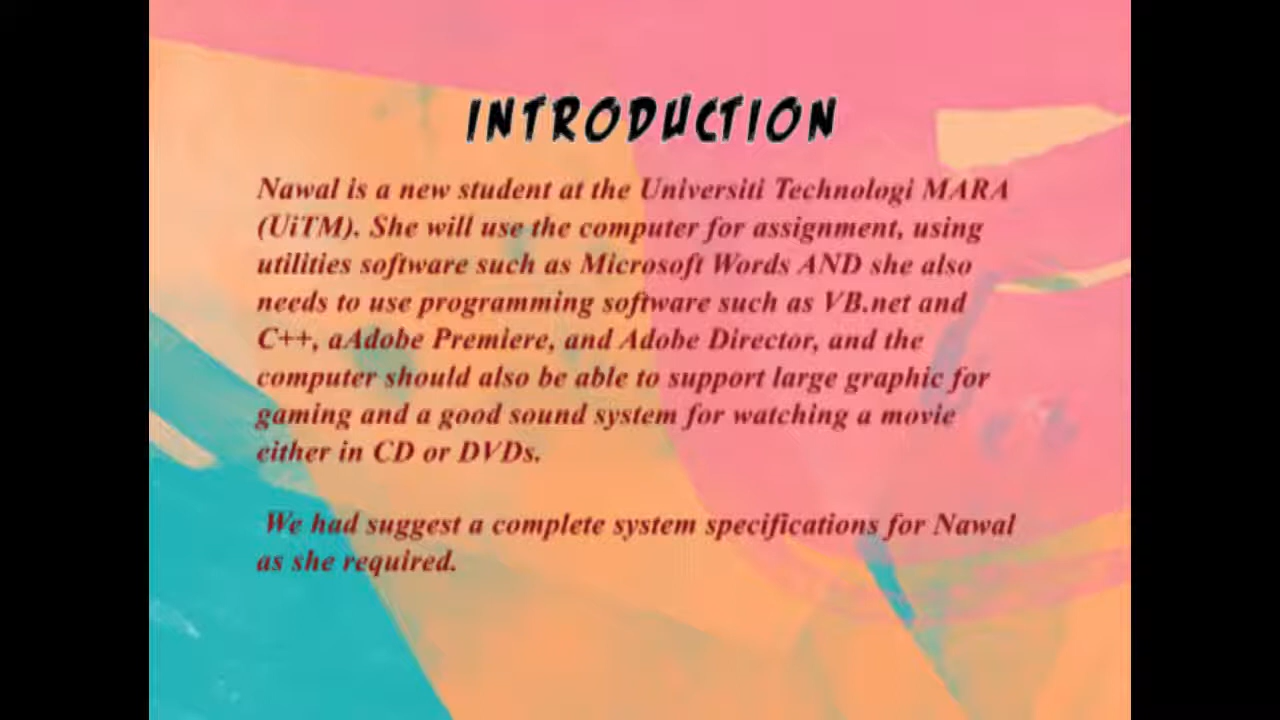 INTRODUCTION
Nawal is a new student at the Universiti Technologi MARA
(UiTM). She will use the computer for assignment, using
utilities software such as Microsoft Words AND she also
needs to use programming software such as VB.net and
C++, aAdobe Premiere, and Adobe Director, and the
computer should also be able to support large graphic for
gaming and a good sound system for watching a movie
either in CD or DVDs.
We had suggest a complete system specifications for Nawal
as she required.